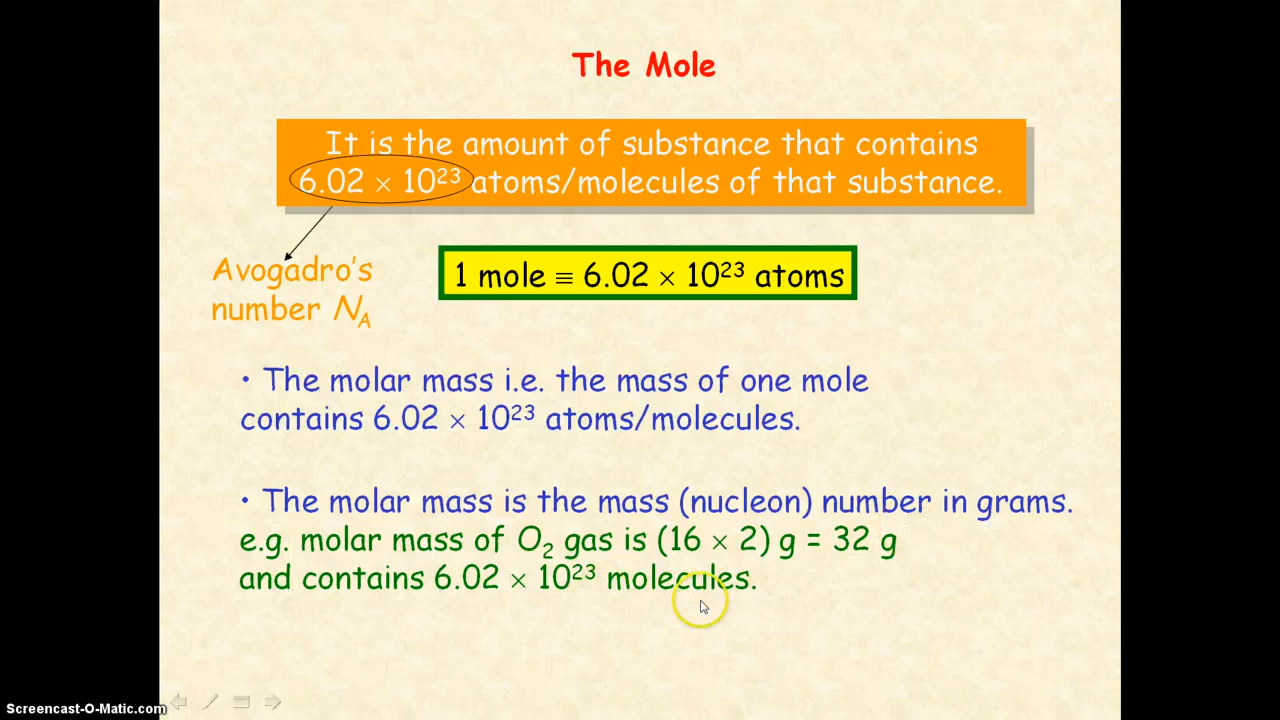 The Mole
It is the amount of substance that contains
6.02 × 10²³ atoms/molecules of that substance.
Avogadro's
number N_A
1 mole ≡ 6.02 × 10²³ atoms
• The molar mass i.e. the mass of one mole
contains 6.02 × 10²³ atoms/molecules.
• The molar mass is the mass (nucleon) number in grams.
e.g. molar mass of O₂ gas is (16 × 2) g = 32 g
and contains 6.02 × 10²³ molecules.
Screencast-O-Matic.com